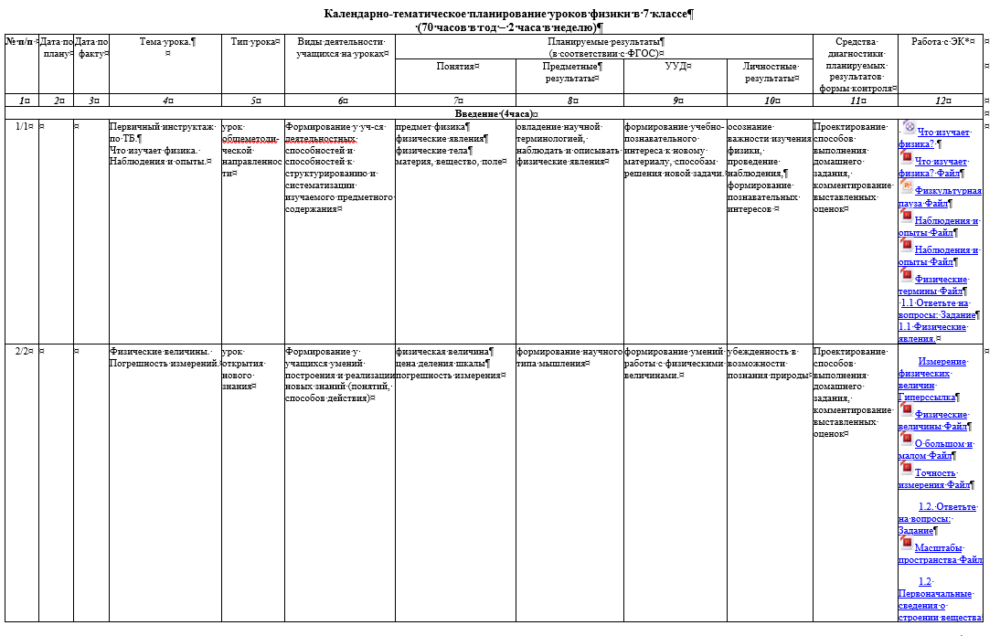 Календарно-тематическое планирование уроков физики в 7 классе¶
(70 часов в год – 2 часа в неделю)¶
№ п/п
Дата по
плану
Дата по
факту
Тема урока.¶
Тип урока
Виды деятельности
учащихся на уроках
Планируемые результаты¶
(в соответствии с ФГОС)
Понятия
Предметные¶
результаты
УУД
Личностные
результаты
Средства
диагностики
планируемых
результатов
формы контроля
Работа с ЭК*
1
2
3
4
5
6
7
8
9
10
11
12
Введение (4часа)
1/1
Первичный инструктаж
по ТБ.¶
Что изучает физика.
Наблюдения и опыты.
урок
общеметоди-
ческой
направленнос
ти
Формирование у уч-ся
деятельностных
способностей и
способностей к
структурированию и
систематизации
изучаемого предметного
содержания
предмет физика¶
физические явления¶
физические тела¶
материя, вещество, поле
овладение научной
терминологией,
наблюдать и описывать
физические явления
формирование учебно-
познавательного
интереса к новому
материалу, способам
решения новой задачи.
осознание
важности изучения
физики,
проведение
наблюдения,¶
формирование
познавательных
интересов
Проектирование
способов
выполнения
домашнего
задания,
комментирование
выставленных
оценок
Что изучает
физика? ¶
Что изучает
физика? Файл¶
Физкультурная
пауза Файл¶
Наблюдения и
опыты Файл¶
Наблюдения и
опыты Файл¶
Физические
термины Файл¶
1.1 Ответьте на
вопросы: Задание¶
1.1 Физические
явления.
2/2
Физические величины.
Погрешность измерений.
урок
открытия
нового
знания
Формирование у
учащихся умений
построения и реализации
новых знаний (понятий,
способов действия)
физическая величина¶
цена деления шкалы¶
погрешность измерения
формирование научного
типа мышления
формирование умений
работы с физическими
величинами.
убежденность в
возможности
познания природы
Проектирование
способов
выполнения
домашнего
задания,
комментирование
выставленных
оценок
Измерение
физических
величин
Гиперссылка¶
Физические
величины Файл¶
О большом и
малом Файл¶
Точность
измерения Файл¶
1.2. Ответьте
на вопросы:
Задание¶
Масштабы
пространства Файл
1.2
Первоначальные
сведения о
строении вещества